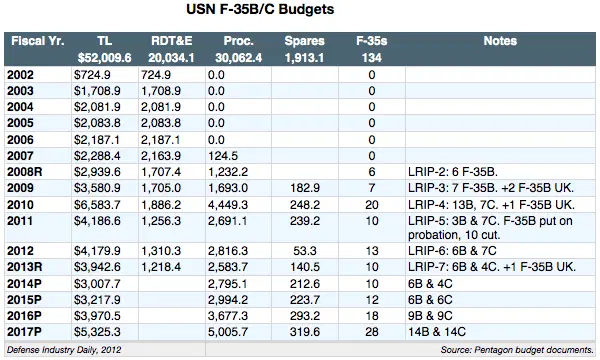 USN F-35B/C Budgets
Fiscal Yr. TL RDT&E Proc. Spares F-35s Notes
$52,009.6 20,034.1 30,062.4 1,913.1 134
2002 $724.9 724.9 0.0 0
2003 $1,708.9 1,708.9 0.0 0
2004 $2,081.9 2,081.9 0.0 0
2005 $2,083.8 2,083.8 0.0 0
2006 $2,187.1 2,187.1 0.0 0
2007 $2,288.4 2,163.9 124.5 0
2008R $2,939.6 1,707.4 1,232.2 6 LRIP-2: 6 F-35B.
2009 $3,580.9 1,705.0 1,693.0 182.9 7 LRIP-3: 7 F-35B. +2 F-35B UK.
2010 $6,583.7 1,886.2 4,449.3 248.2 20 LRIP-4: 13B, 7C. +1 F-35B UK.
2011 $4,186.6 1,256.3 2,691.1 239.2 10 LRIP-5: 3B & 7C. F-35B put on
probation, 10 cut.
2012 $4,179.9 1,310.3 2,816.3 53.3 13 LRIP-6: 6B & 7C
2013R $3,942.6 1,218.4 2,583.7 140.5 10 LRIP-7: 6B & 4C. +1 F-35B UK.
2014P $3,007.7 2,795.1 212.6 10 6B & 4C
2015P $3,217.9 2,994.2 223.7 12 6B & 6C
2016P $3,970.5 3,677.3 293.2 18 9B & 9C
2017P $5,325.3 5,005.7 319.6 28 14B & 14C
Defense Industry Daily, 2012 Source: Pentagon budget documents.